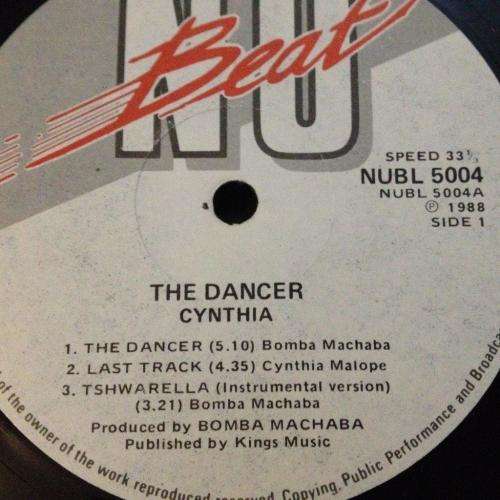 NU
Beat
SPEED 33⅓
NUBL 5004
NUBL 5004A
Ⓟ 1988
SIDE 1
THE DANCER
CYNTHIA
1. THE DANCER (5.10) Bomba Machaba
2. LAST TRACK (4.35) Cynthia Malope
3. TSHWARELLA (Instrumental version)
(3.21) Bomba Machaba
Produced by BOMBA MACHABA
Published by Kings Music
of the owner of the work reproduced reserved. Copying, Public Performance and Broadca